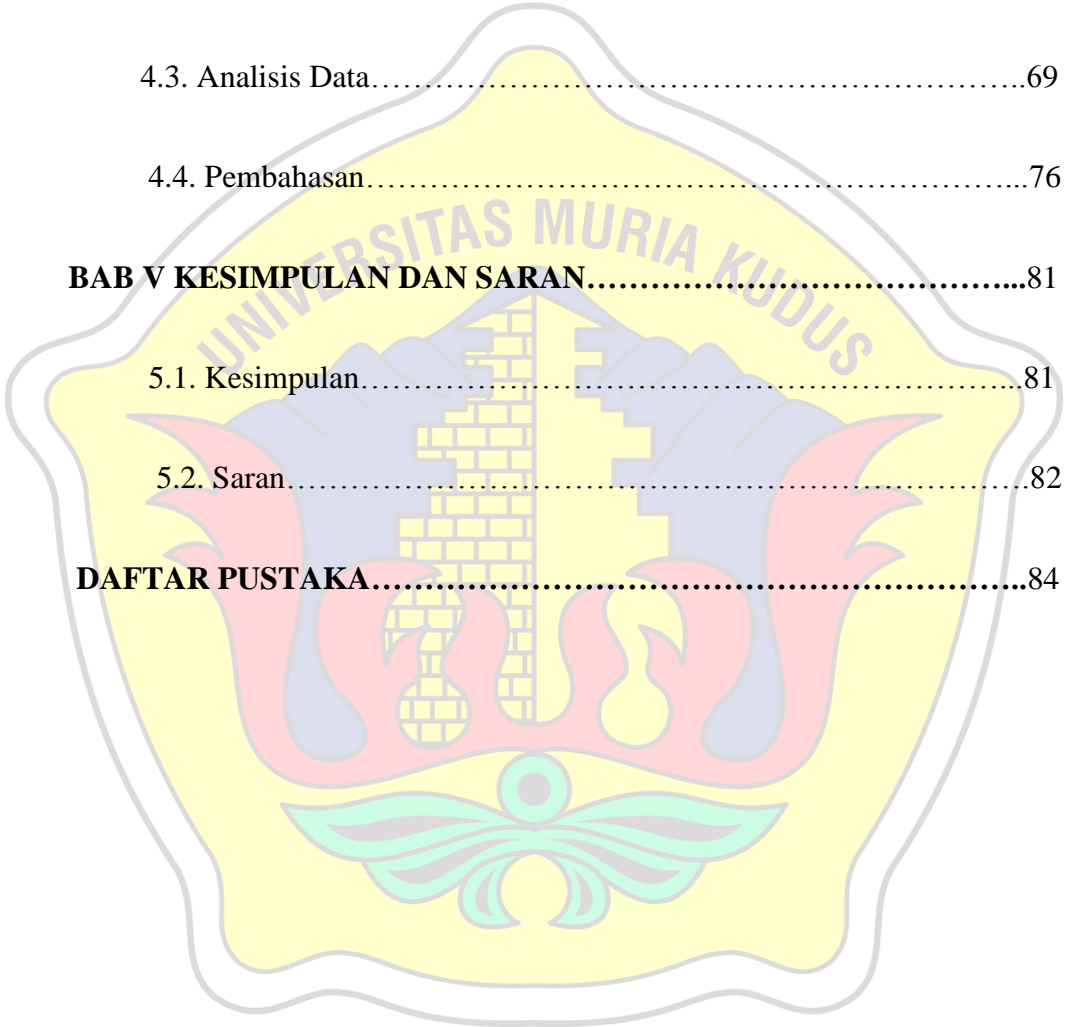 4.3. Analisis Data…………………………………………………………..69
4.4. Pembahasan…………………………………………………………...76
UNIVERSITAS MURIA KUDUS
BAB V KESIMPULAN DAN SARAN…………………………………...81
5.1. Kesimpulan………………………………………………………….81
5.2. Saran…………………………………………………………………82
DAFTAR PUSTAKA…………………………………………………………..84